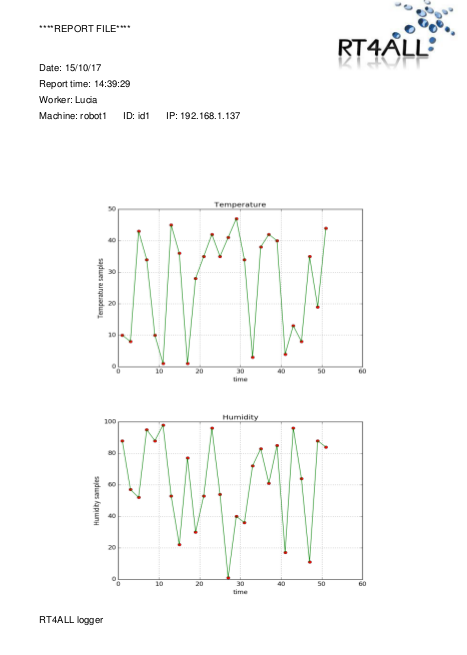 ****REPORT FILE****
RT4ALL
Date: 15/10/17
Report time: 14:39:29
Worker: Lucia
Machine: robot1 ID: id1 IP: 192.168.1.137
Temperature
50
40
30
20
10
0
Temperature samples
0 10 20 30 40 50 60
time
Humidity
100
80
60
40
20
0
Humidity samples
0 10 20 30 40 50 60
time
RT4ALL logger